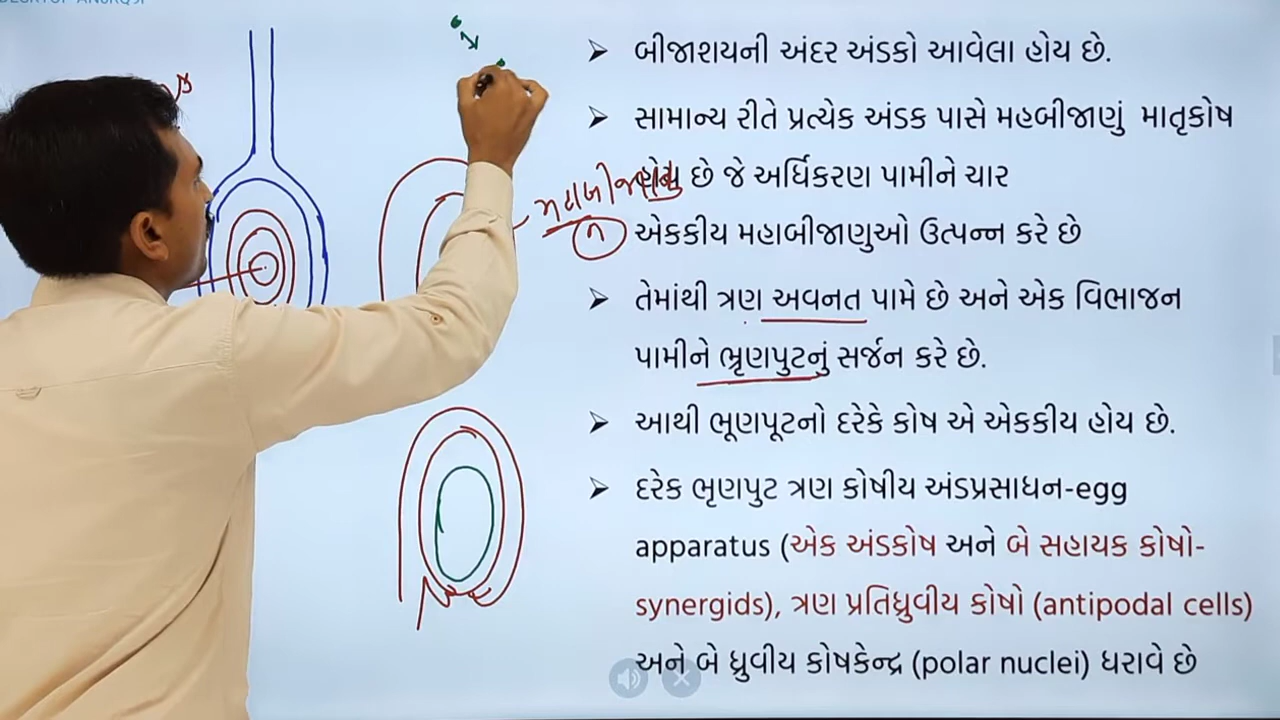 બીજાશયની અંદર અંડકો આવેલા હોય છે.
સામાન્ય રીતે પ્રત્યેક અંડક પાસે મહબીજાણું માતૃકોષ
હોય છે જે અર્ધિકરણ પામીને ચાર
મહાબીજાણુ
n
એકકીય મહાબીજાણુઓ ઉત્પન્ન કરે છે
તેમાંથી ત્રણ અવનત પામે છે અને એક વિભાજન
પામીને ભ્રૃણપુટનું સર્જન કરે છે.
આથી ભૂણપૂટનો દરેકે કોષ એ એકકીય હોય છે.
દરેક ભૃણપુટ ત્રણ કોષીય અંડપ્રસાધન-egg
apparatus (એક અંડકોષ અને બે સહાયક કોષો-
synergids), ત્રણ પ્રતિધ્રુવીય કોષો (antipodal cells)
અને બે ધ્રુવીય કોષકેન્દ્ર (polar nuclei) ધરાવે છે